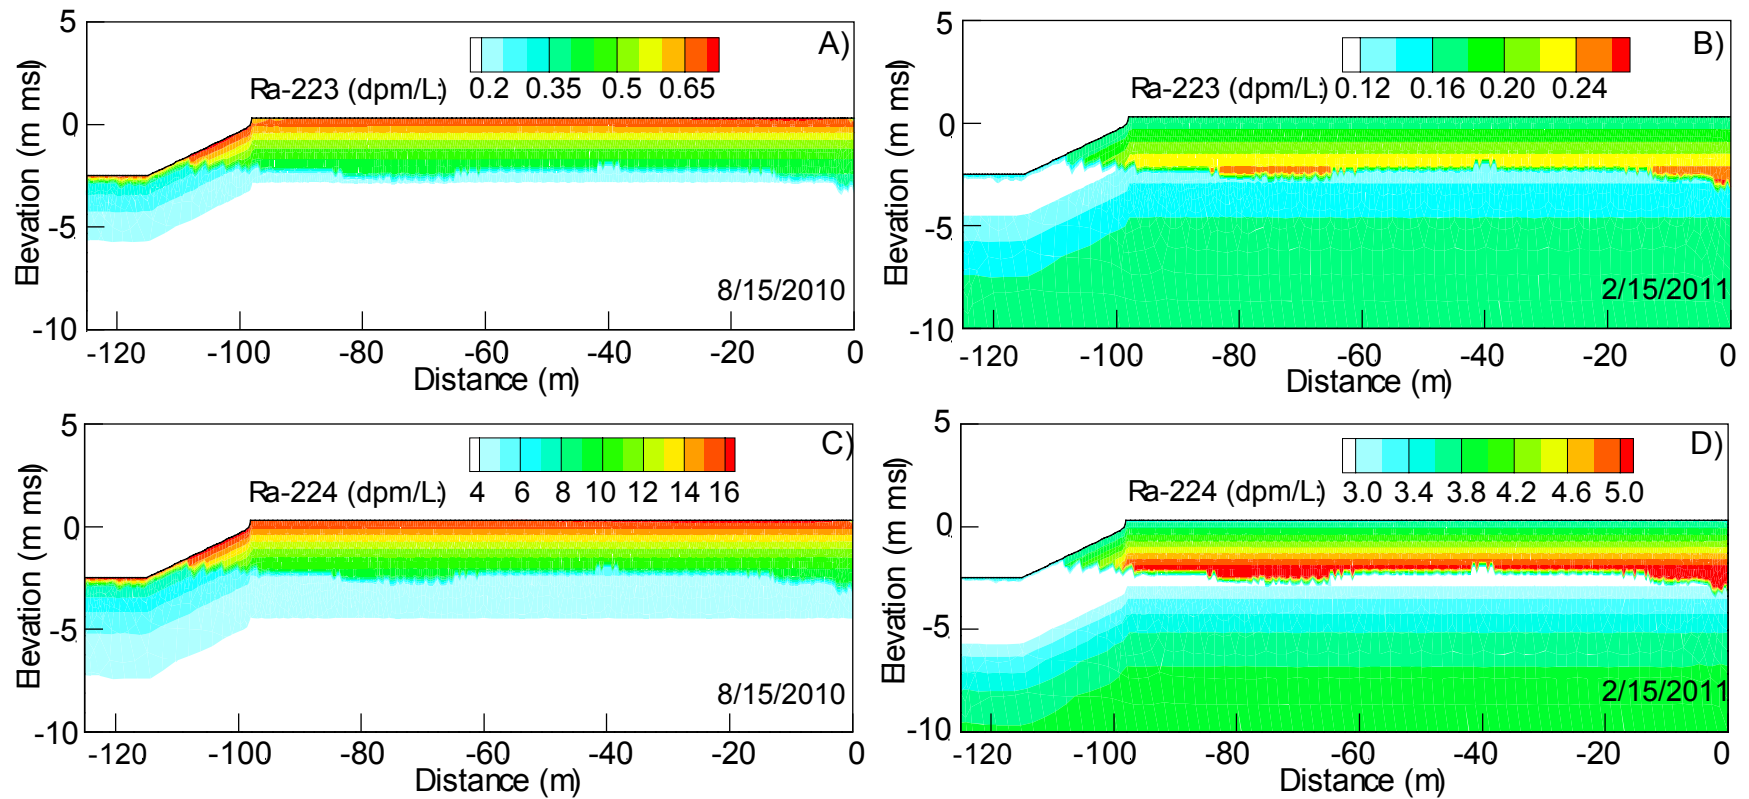 5
A)
Ra-223 (dpm/L:) 0.2 0.35 0.5 0.65
0
-5
-10
Elevation (m msl)
8/15/2010
-120 -100 -80 -60 -40 -20 0
Distance (m)
5
B)
Ra-223 (dpm/L:) 0.12 0.16 0.20 0.24
0
-5
-10
Elevation (m msl)
2/15/2011
-120 -100 -80 -60 -40 -20 0
Distance (m)
5
C)
Ra-224 (dpm/L:) 4 6 8 10 12 14 16
0
-5
-10
Elevation (m msl)
8/15/2010
-120 -100 -80 -60 -40 -20 0
Distance (m)
5
D)
Ra-224 (dpm/L:) 3.0 3.4 3.8 4.2 4.6 5.0
0
-5
-10
Elevation (m msl)
2/15/2011
-120 -100 -80 -60 -40 -20 0
Distance (m)